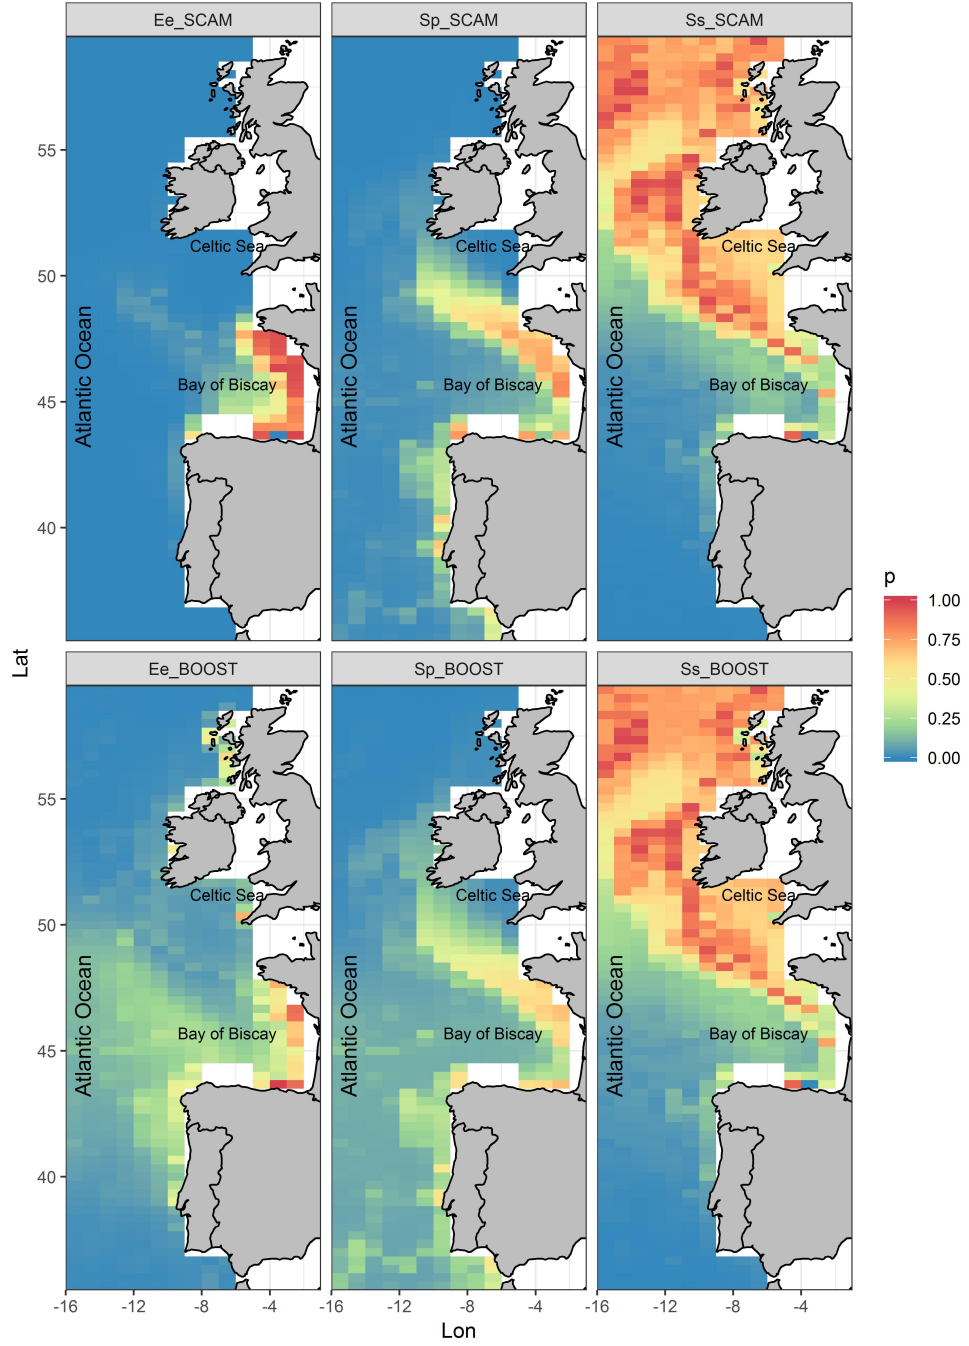 Ee_SCAM Sp_SCAM Ss_SCAM
55
50
45
40
Celtic Sea Celtic Sea Celtic Sea
Bay of Biscay Bay of Biscay Bay of Biscay
Atlantic Ocean Atlantic Ocean Atlantic Ocean
Lat
p
1.00
0.75
0.50
0.25
0.00
Ee_BOOST Sp_BOOST Ss_BOOST
55
50
45
40
Celtic Sea Celtic Sea Celtic Sea
Bay of Biscay Bay of Biscay Bay of Biscay
Atlantic Ocean Atlantic Ocean Atlantic Ocean
-16 -12 -8 -4 -16 -12 -8 -4 -16 -12 -8 -4
Lon